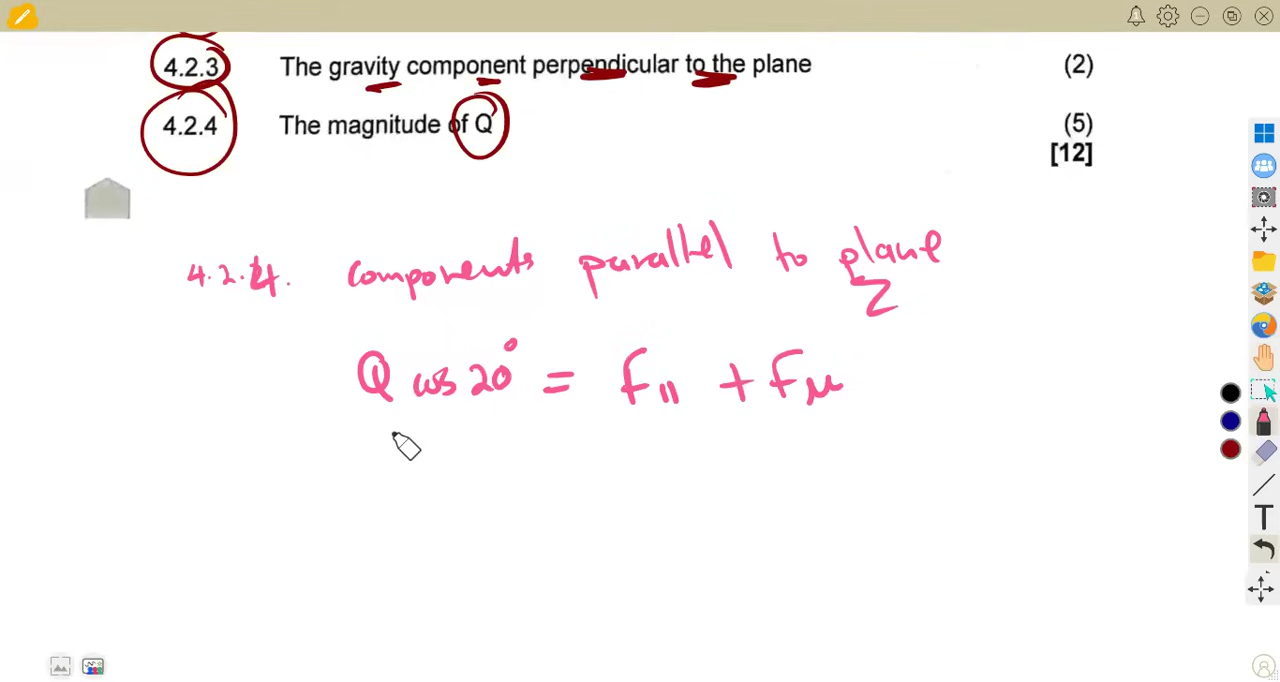 4.2.3 The gravity component perpendicular to the plane (2)
4.2.4 The magnitude of Q (5)
[12]
4.2.4. components parallel to plane
Q cos 20° = F|| + Fμ